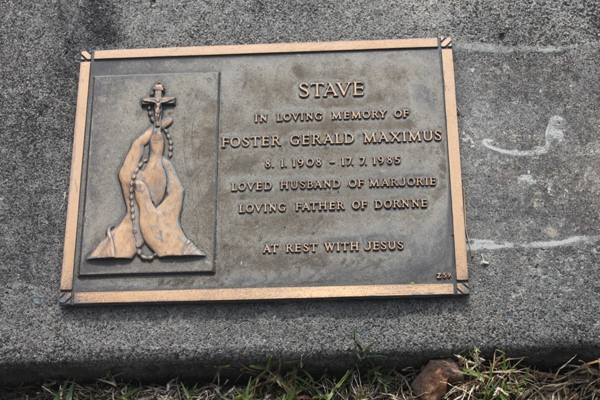 STAVE
IN LOVING MEMORY OF
FOSTER GERALD MAXIMUS
8. 1. 1908 - 17. 7. 1985
LOVED HUSBAND OF MARJORIE
LOVING FATHER OF DORNNE
AT REST WITH JESUS
Z59